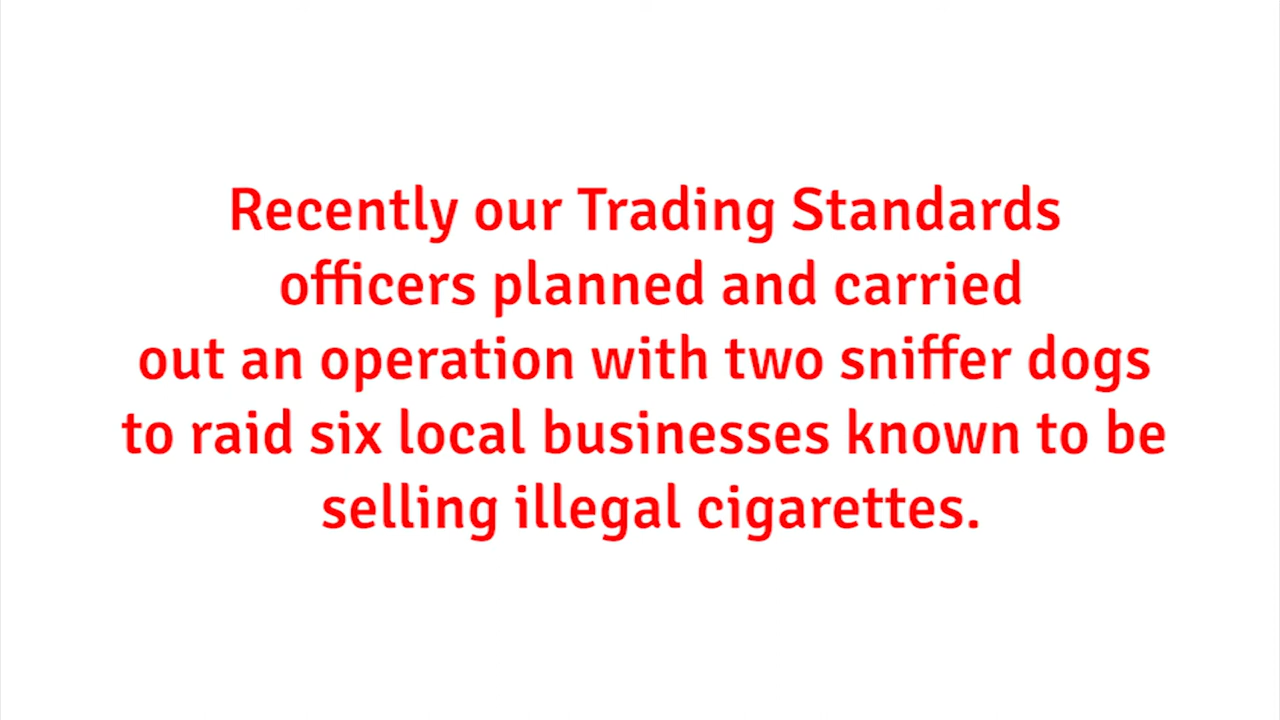 Recently our Trading Standards
officers planned and carried
out an operation with two sniffer dogs
to raid six local businesses known to be
selling illegal cigarettes.